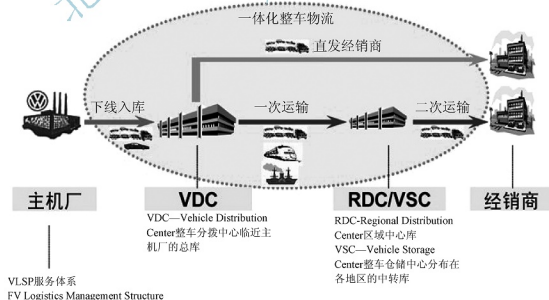 一体化整车物流
直发经销商
下线入库
一次运输
二次运输
主机厂
VDC
RDC/VSC
经销商
VDC—Vehicle Distribution
Center整车分拨中心临近主
机厂的总库
RDC-Regional Distribution
Center区域中心库
VSC—Vehicle Storage
Center整车仓储中心分布在
各地区的中转库
VLSP服务体系
FV Logistics Management Structure